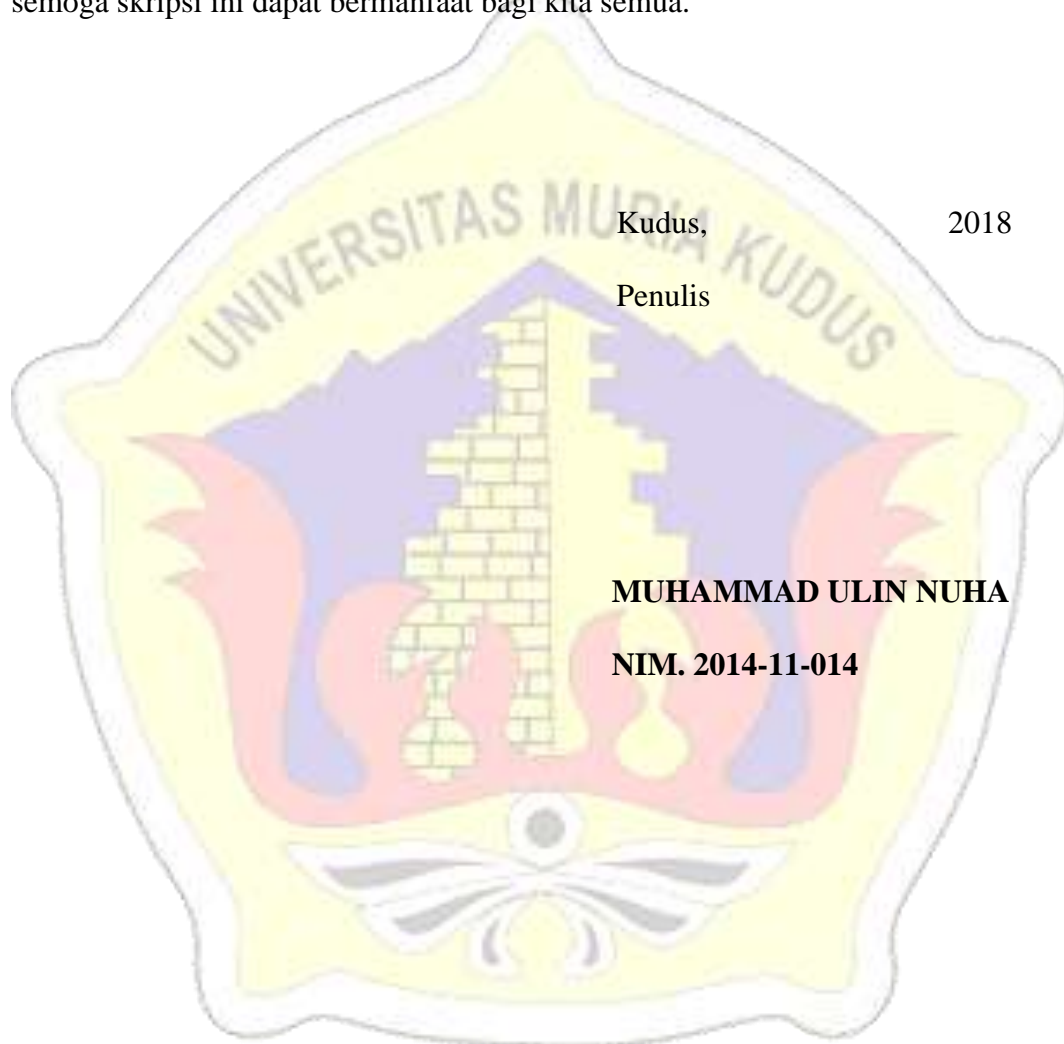 semoga skripsi ini dapat bermanfaat bagi kita semua.
UNIVERSITAS MURIA KUDUS
Kudus, 2018
Penulis
MUHAMMAD ULIN NUHA
NIM. 2014-11-014